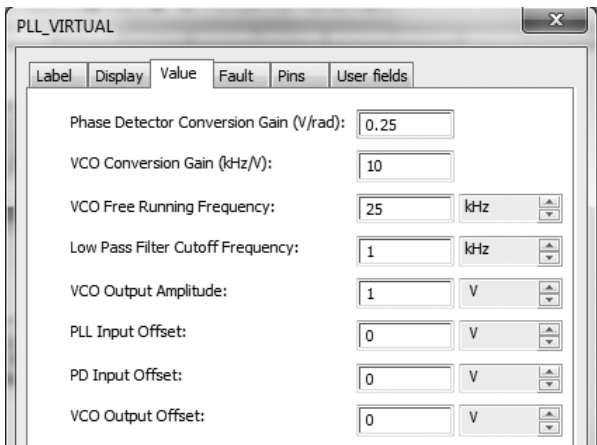 PLL_VIRTUAL
Label Display Value Fault Pins User fields
Phase Detector Conversion Gain (V/rad): 0.25
VCO Conversion Gain (kHz/V): 10
VCO Free Running Frequency: 25 kHz
Low Pass Filter Cutoff Frequency: 1 kHz
VCO Output Amplitude: 1 V
PLL Input Offset: 0 V
PD Input Offset: 0 V
VCO Output Offset: 0 V